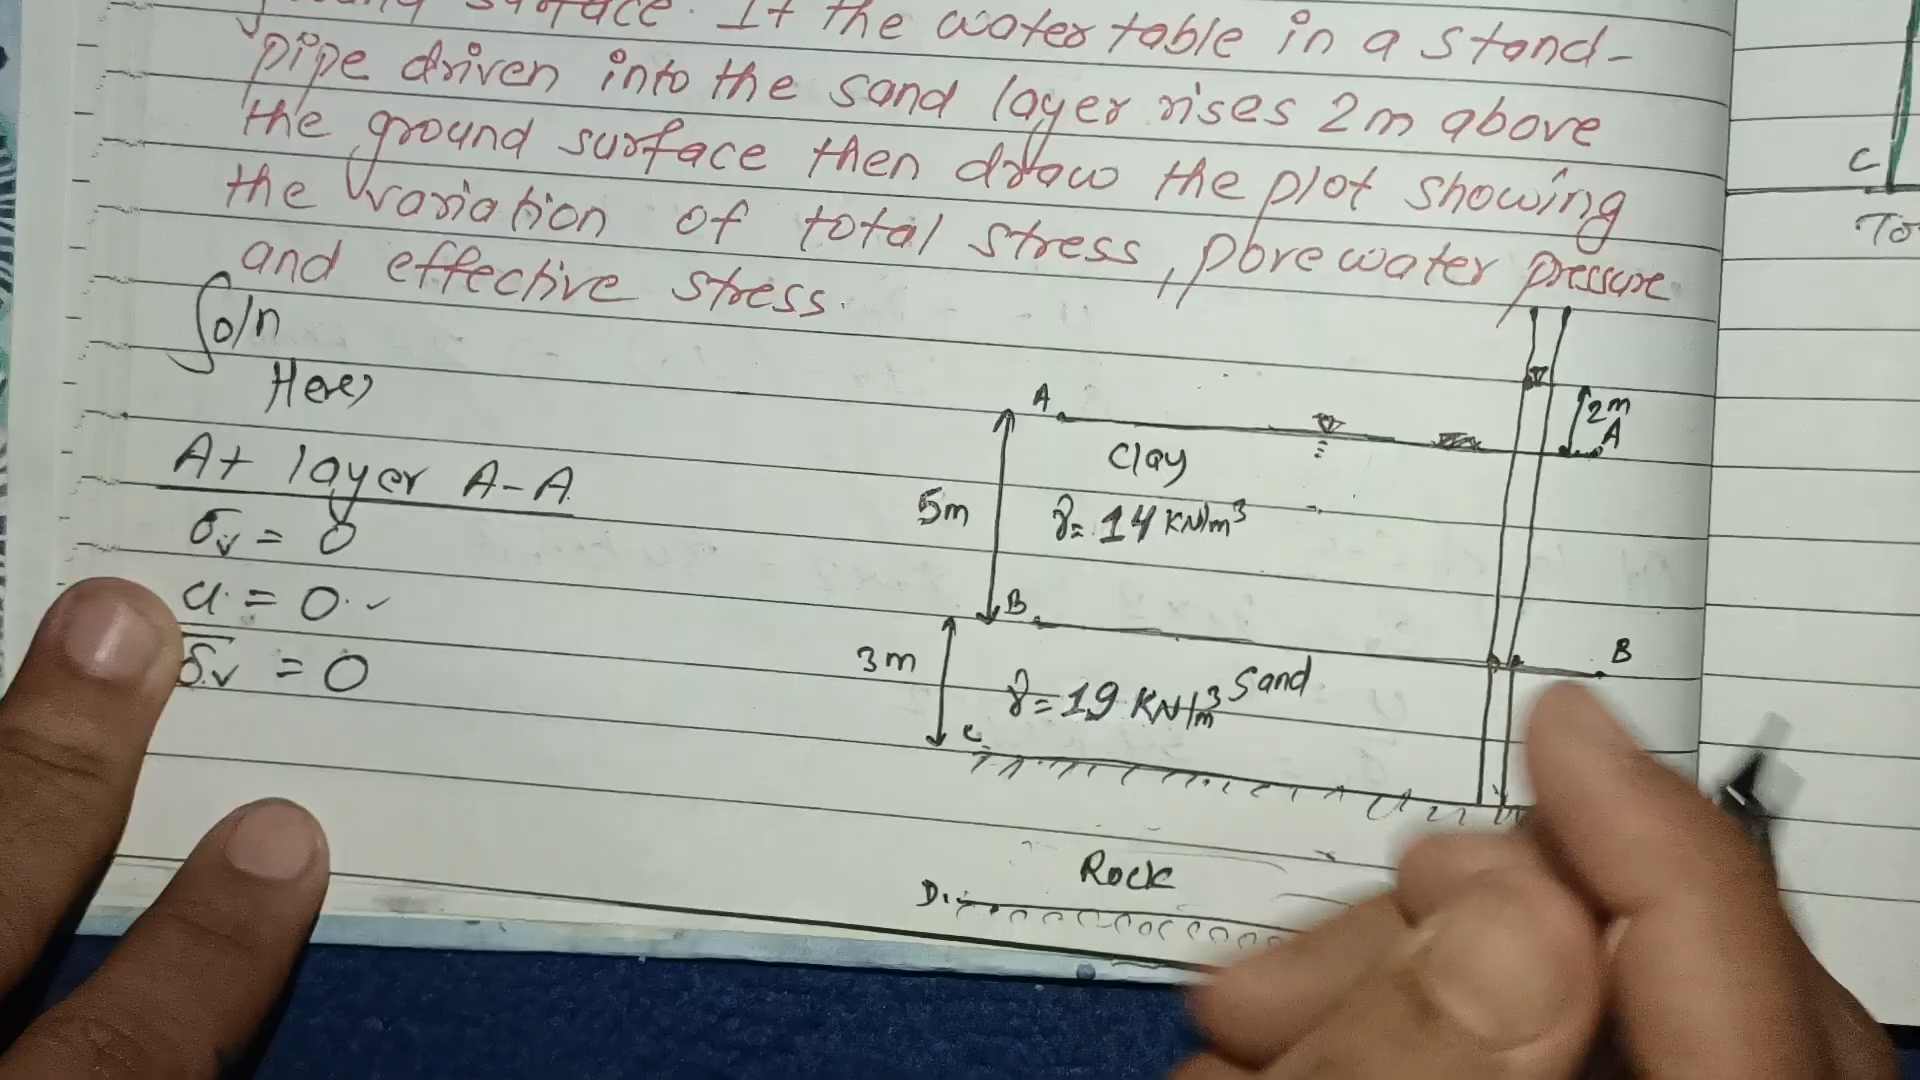 surface. If the water table in a stand-
pipe driven into the sand layer rises 2m above
the ground surface then draw the plot showing
the variation of total stress, pore water pressure
and effective stress.
Soln
Here,
At layer A-A
σv = 0
u = 0
σ̅v = 0
A
2m
A
Clay
5m
γ = 14 KN/m³
B
B
3m
Sand
γ = 19 KN/m³
C
Rock
D
C
To